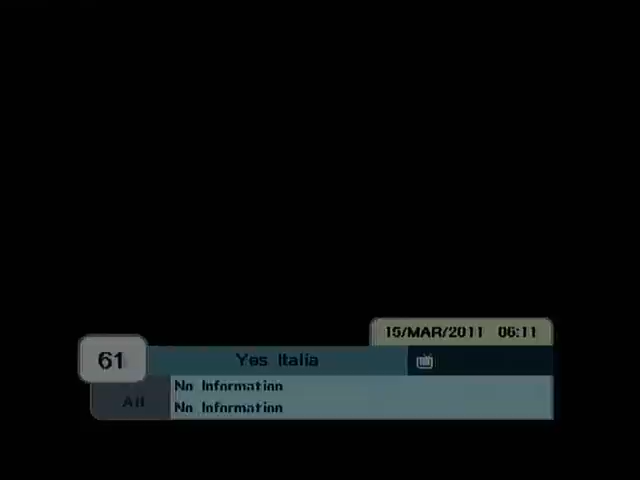 15/MAR/2011 06:11
61
Yes Italia
All
No Information
No Information